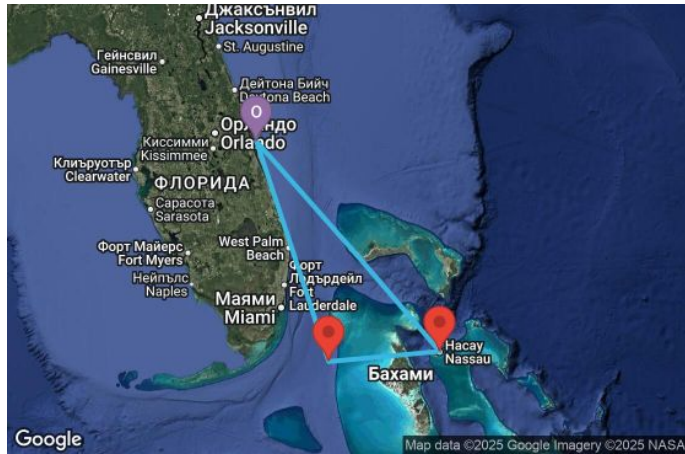 Джаксънвил
Jacksonville
St. Augustine
Гейнсвил
Gainesville
Дейтона Бийч
Daytona Beach
O
Орландо
Orlando
Киссимми
Kissimmee
Клиъруотър
Clearwater
ФЛОРИДА
Сарасота
Sarasota
West Palm
Beach
Форт Майерс
Fort Myers
Форт
Лодърдейл
Fort
Lauderdale
Нейпълс
Naples
Маями
Miami
Насау
Nassau
Бахами
Google
Map data ©2025 Google Imagery ©2025 NASA